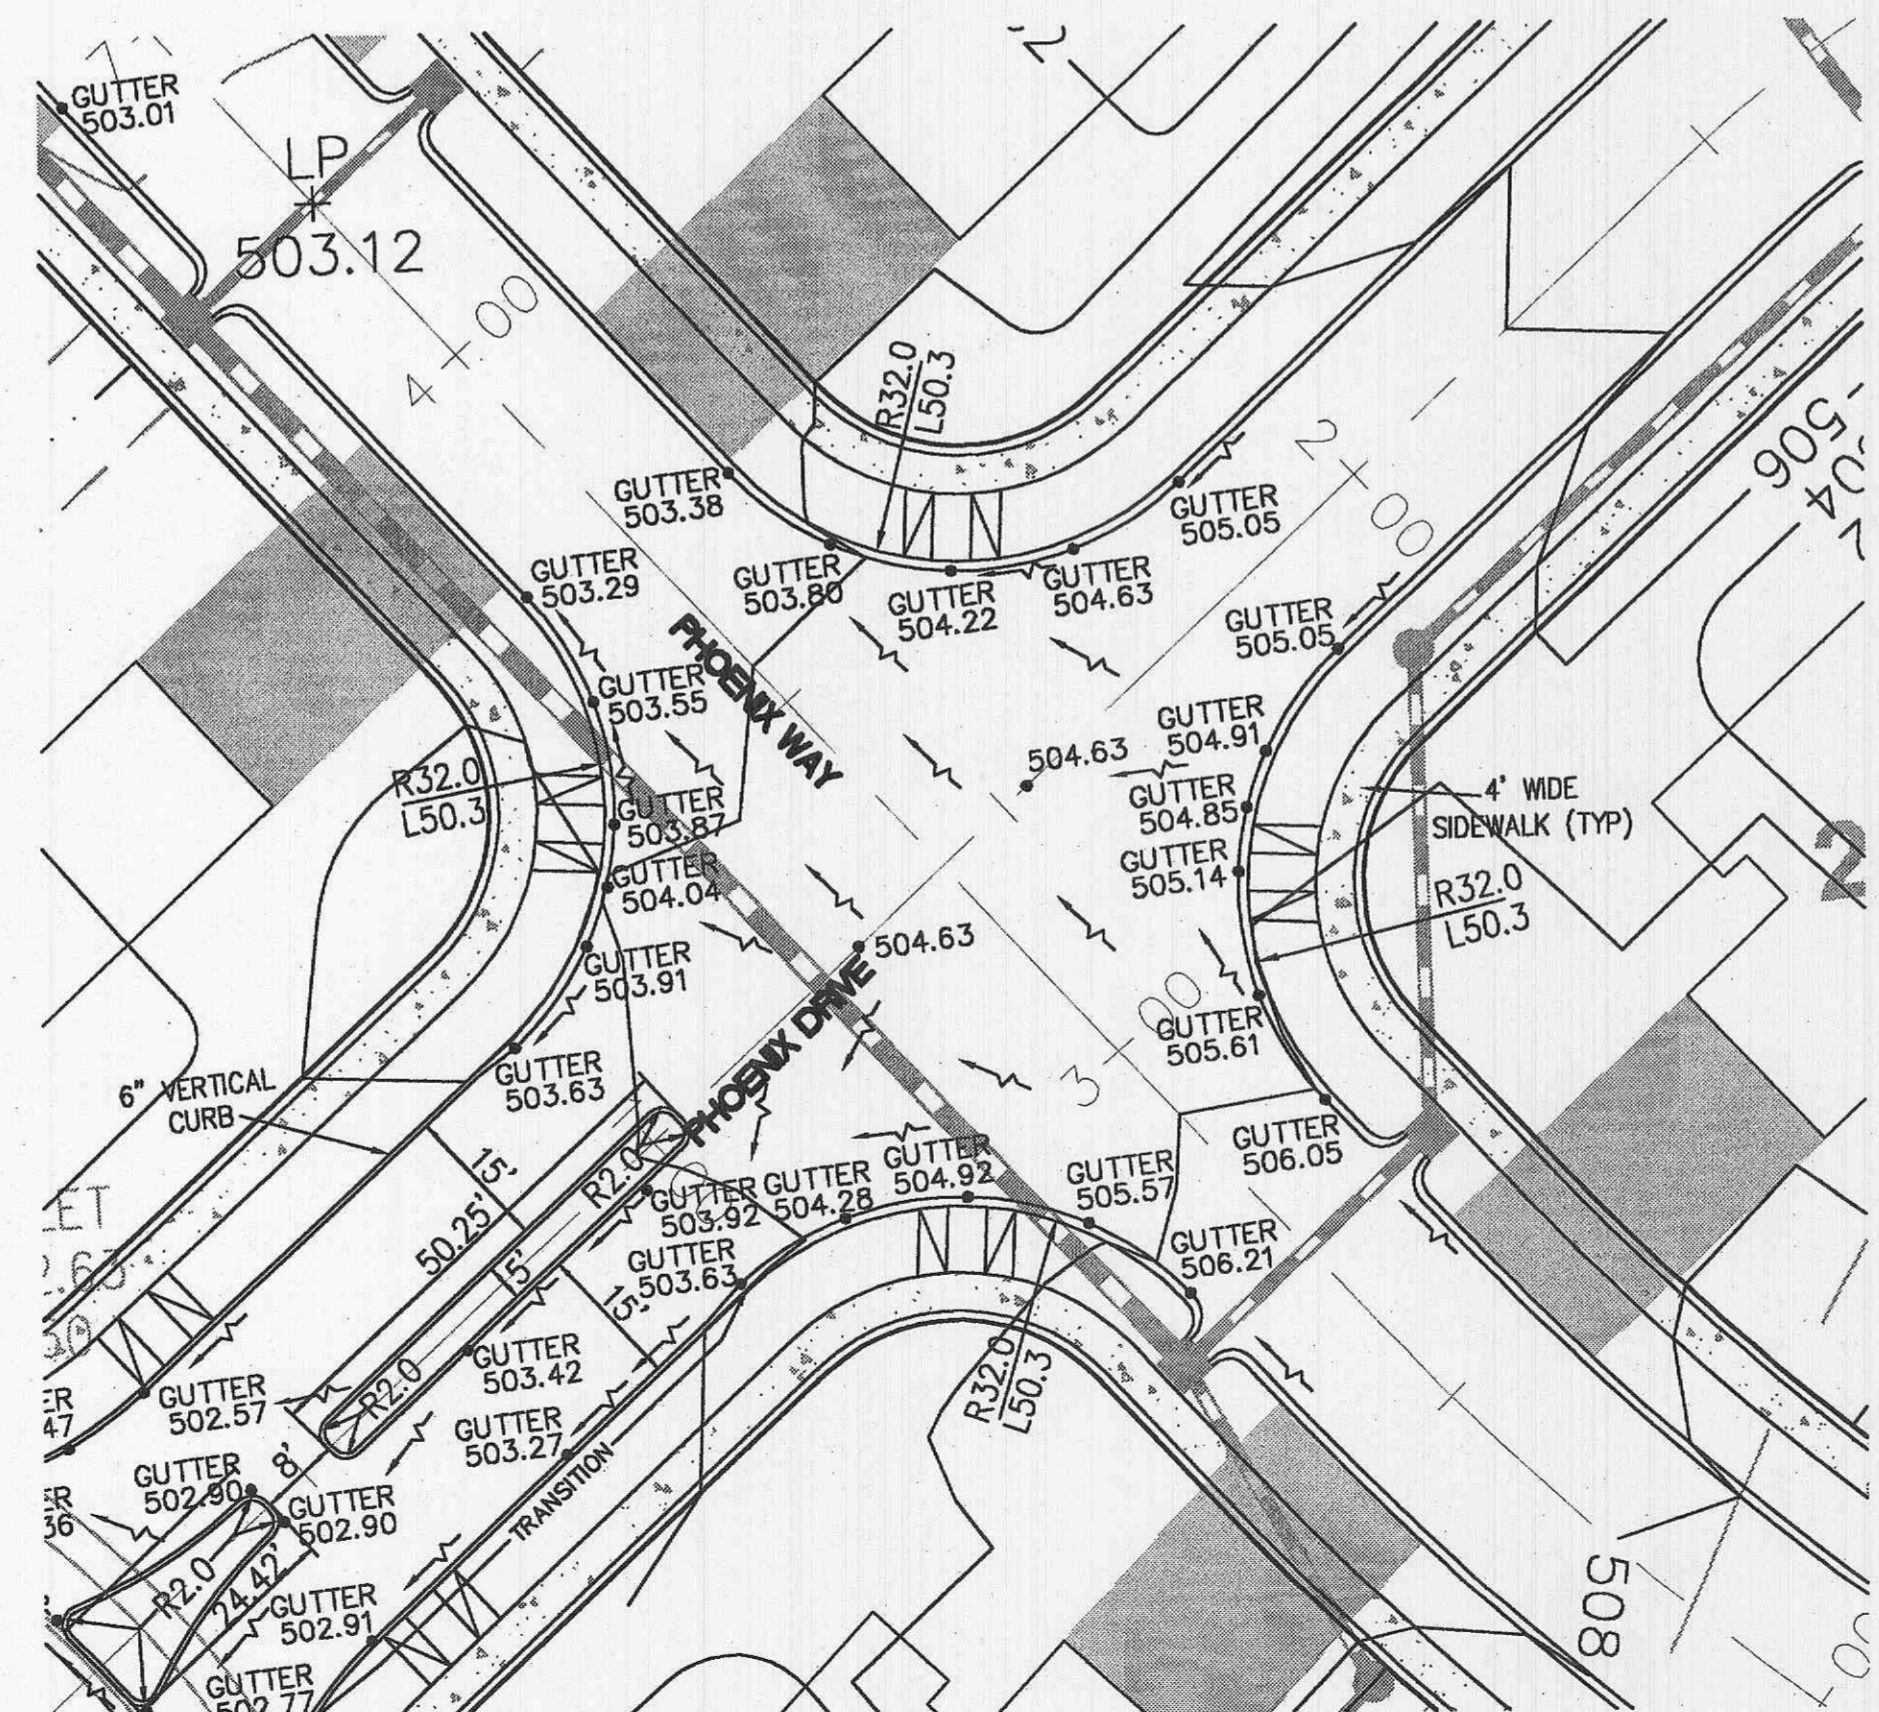 GUTTER
503.01
LP
503.12
4+00
R32.0
L50.3
GUTTER
503.38
GUTTER
505.05
2+00
506
GUTTER
503.29
GUTTER
503.80
GUTTER
504.22
GUTTER
504.63
GUTTER
505.05
PHOENIX WAY
GUTTER
503.55
GUTTER
504.91
504.63
R32.0
L50.3
GUTTER
503.87
GUTTER
504.85
4' WIDE
SIDEWALK (TYP)
2
GUTTER
504.04
GUTTER
505.14
R32.0
L50.3
504.63
GUTTER
503.91
PHOENIX DRIVE
3+00
GUTTER
505.61
6" VERTICAL
CURB
GUTTER
503.63
15'
R2.0
GUTTER
506.05
GUTTER
503.92
GUTTER
504.28
GUTTER
504.92
GUTTER
505.57
50.25'
5'
15'
GUTTER
503.63
GUTTER
506.21
GUTTER
502.57
R2.0
GUTTER
503.42
R32.0
L50.3
GUTTER
503.27
TRANSITION
8'
GUTTER
502.90
GUTTER
502.90
R2.0
24.42'
GUTTER
502.91
508
GUTTER
502.77